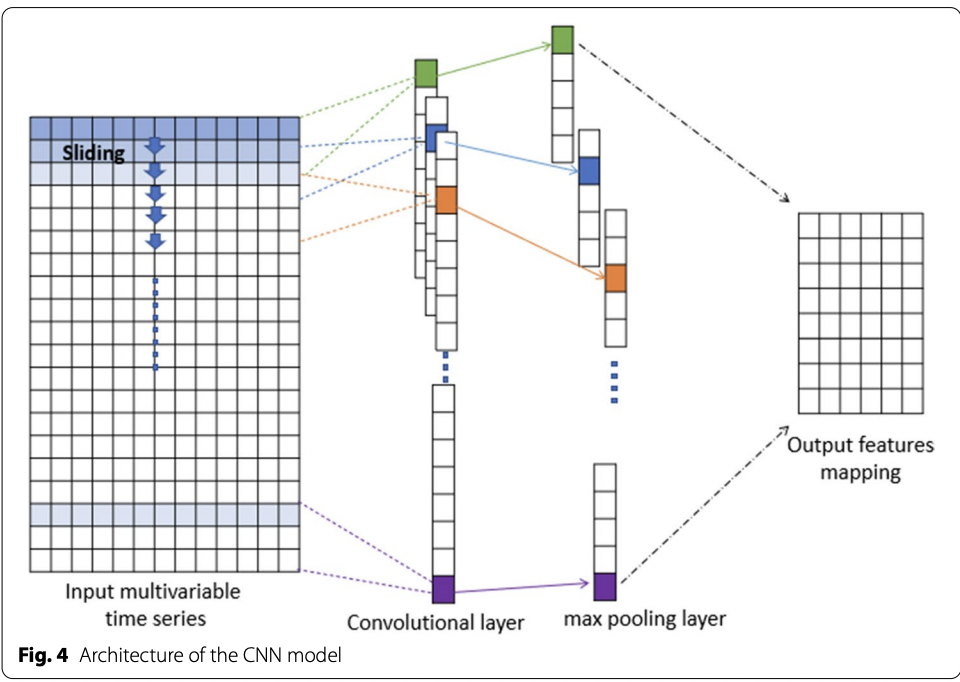 Sliding
Input multivariable
time series
Convolutional layer
max pooling layer
Output features
mapping
Fig. 4 Architecture of the CNN model